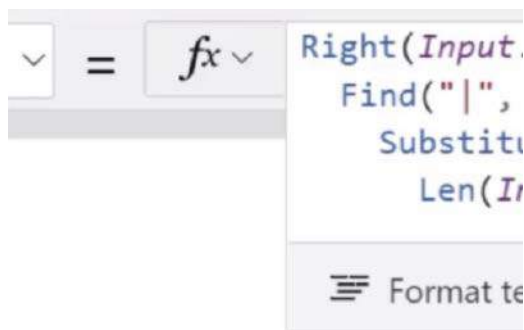 = fx Right(Input.
Find("|",
Substitu
Len(In
Format te